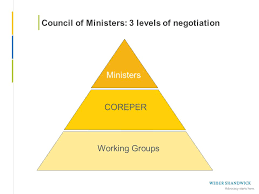 Council of Ministers: 3 levels of negotiation
Ministers
COREPER
Working Groups
WEBER SHANDWICK